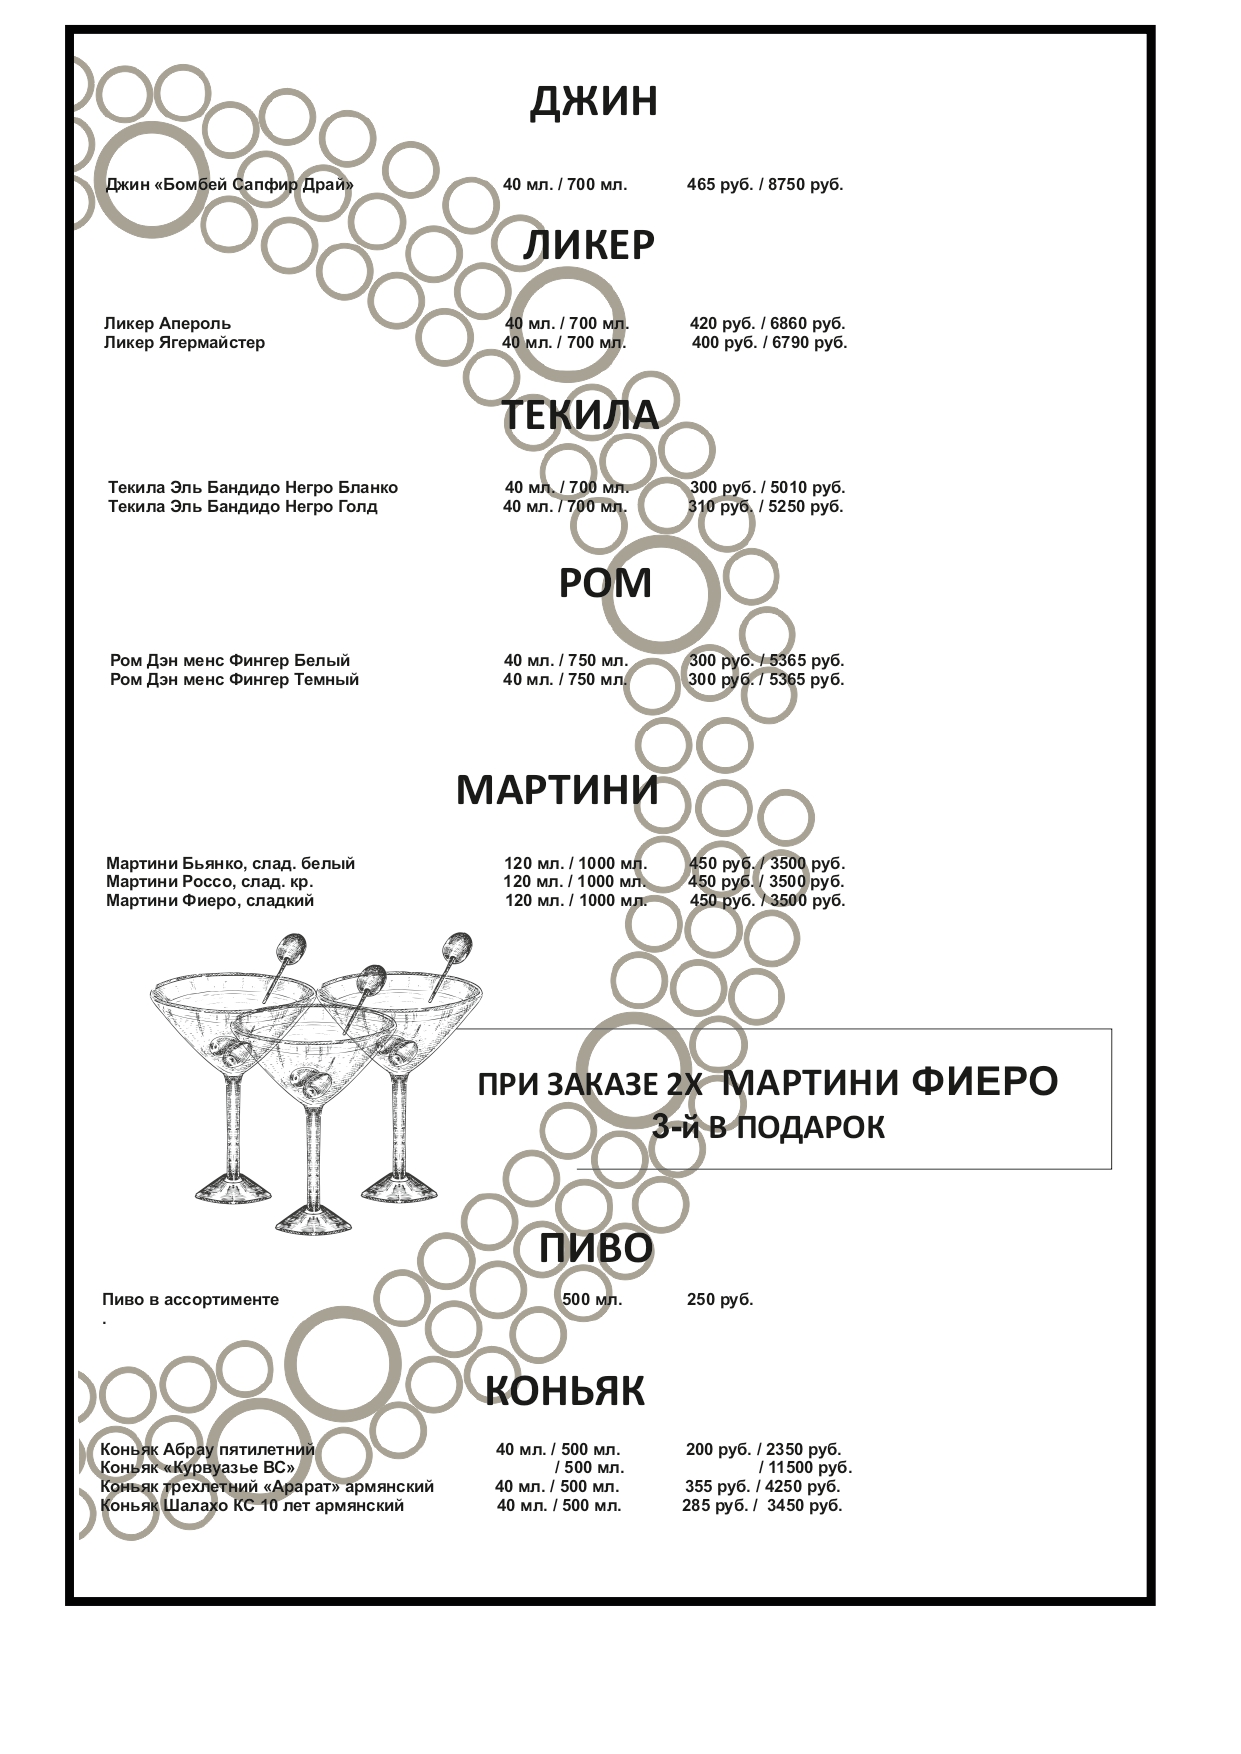 ДЖИН
Джин «Бомбей Сапфир Драй» 40 мл. / 700 мл. 465 руб. / 8750 руб.
ЛИКЕР
Ликер Апероль 40 мл. / 700 мл. 420 руб. / 6860 руб.
Ликер Ягермайстер 40 мл. / 700 мл. 400 руб. / 6790 руб.
ТЕКИЛА
Текила Эль Бандидо Негро Бланко 40 мл. / 700 мл. 300 руб. / 5010 руб.
Текила Эль Бандидо Негро Голд 40 мл. / 700 мл. 310 руб. / 5250 руб.
РОМ
Ром Дэн менс Фингер Белый 40 мл. / 750 мл. 300 руб. / 5365 руб.
Ром Дэн менс Фингер Темный 40 мл. / 750 мл. 300 руб. / 5365 руб.
МАРТИНИ
Мартини Бьянко, слад. белый 120 мл. / 1000 мл. 450 руб. / 3500 руб.
Мартини Россо, слад. кр. 120 мл. / 1000 мл. 450 руб. / 3500 руб.
Мартини Фиеро, сладкий 120 мл. / 1000 мл. 450 руб. / 3500 руб.
ПРИ ЗАКАЗЕ 2Х МАРТИНИ ФИЕРО
3-й В ПОДАРОК
ПИВО
Пиво в ассортименте 500 мл. 250 руб.
.
КОНЬЯК
Коньяк Абрау пятилетний 40 мл. / 500 мл. 200 руб. / 2350 руб.
Коньяк «Курвуазье ВС» / 500 мл. / 11500 руб.
Коньяк трехлетний «Арарат» армянский 40 мл. / 500 мл. 355 руб. / 4250 руб.
Коньяк Шалахо КС 10 лет армянский 40 мл. / 500 мл. 285 руб. / 3450 руб.